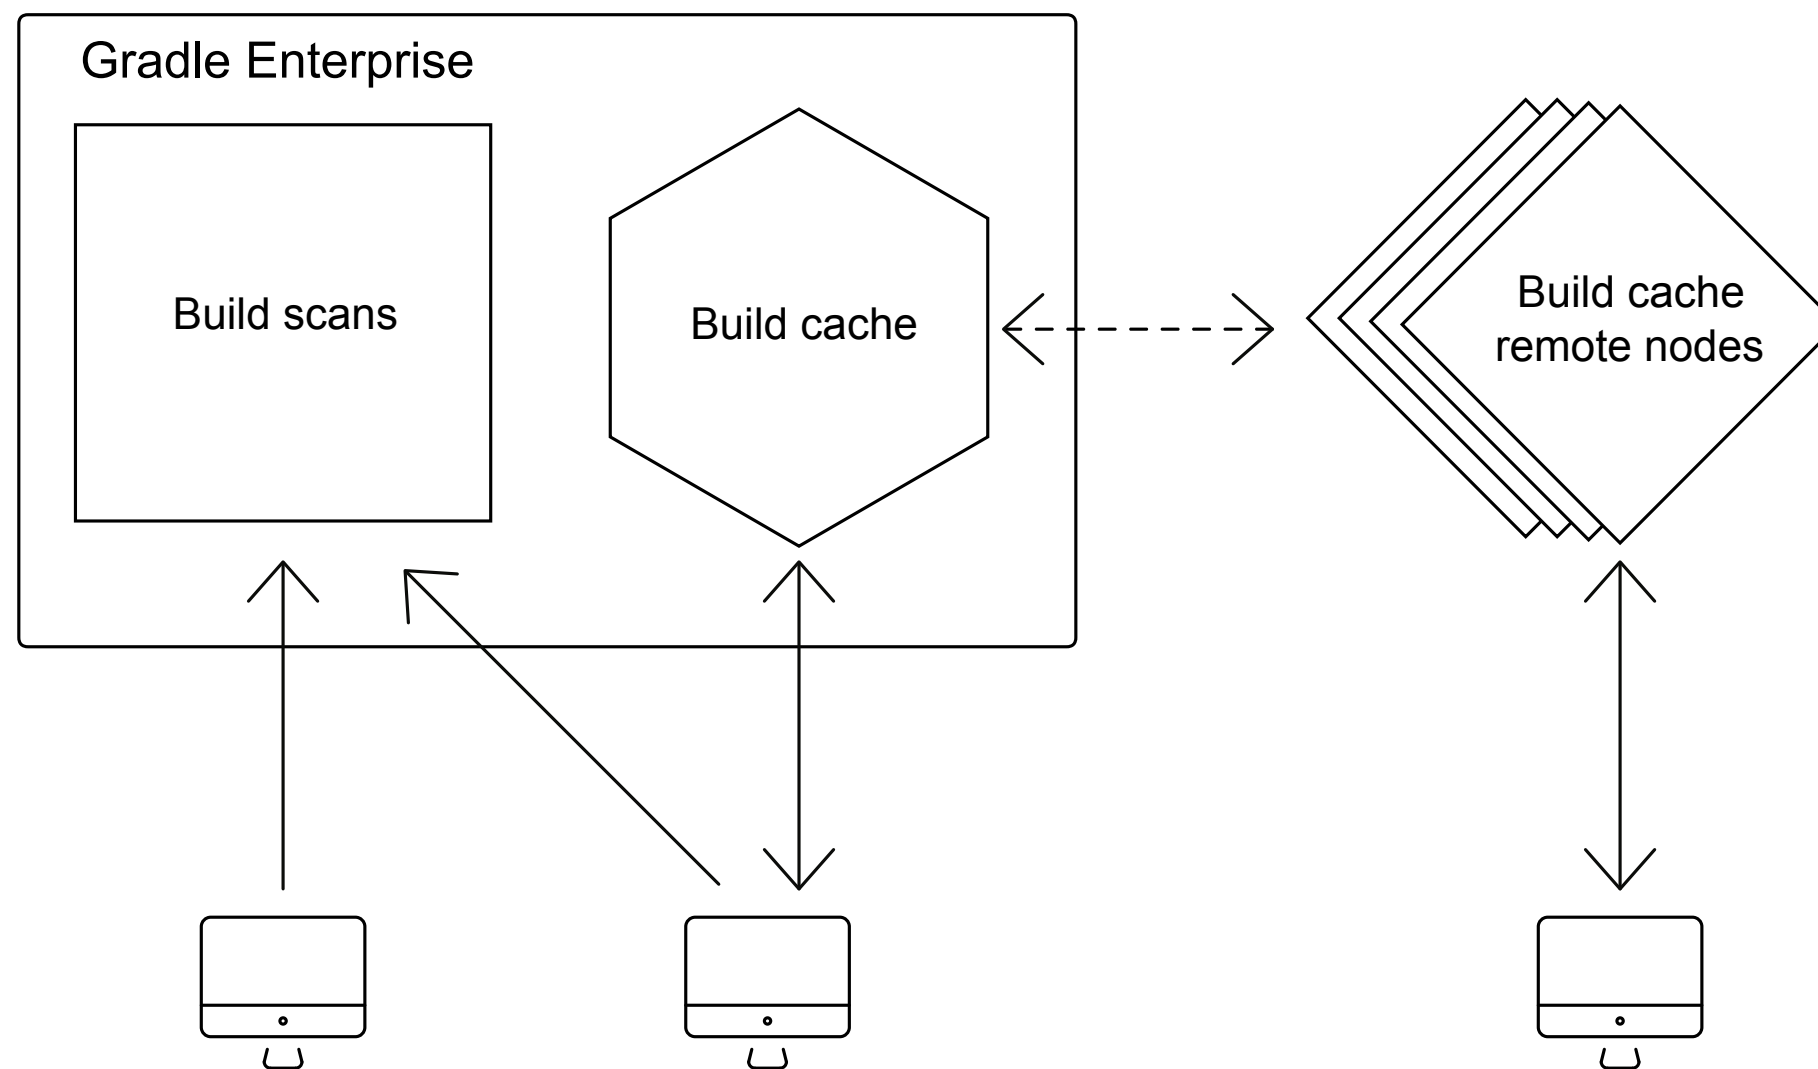 Gradle Enterprise
Build scans
Build cache
Build cache
remote nodes